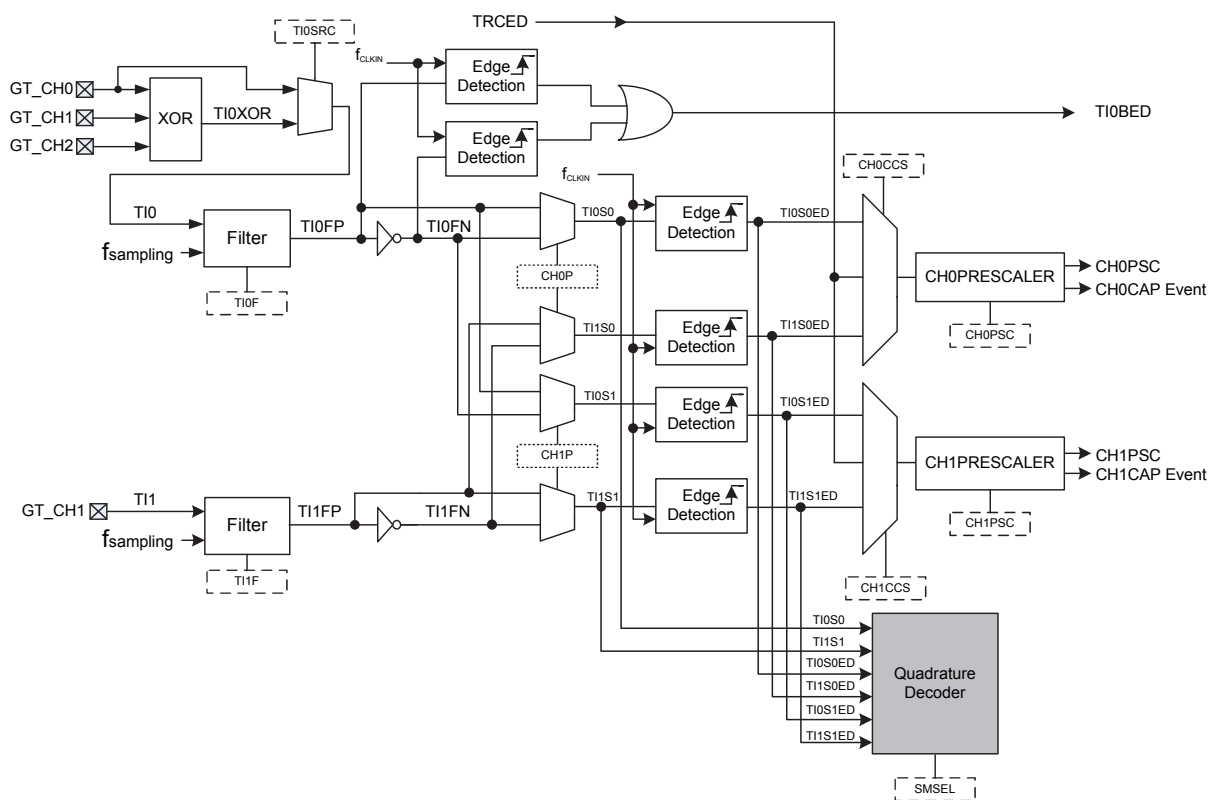 TRCED
TI0SRC
fCLKIN
Edge
Detection
GT_CH0
GT_CH1
GT_CH2
XOR
TI0XOR
TI0BED
Edge
Detection
CH0CCS
fCLKIN
TI0
fsampling
Filter
TI0FP
TI0FN
TI0S0
Edge
Detection
TI0S0ED
CH0P
CH0PRESCALER
CH0PSC
CH0CAP Event
TI0F
TI1S0
Edge
Detection
TI1S0ED
CH0PSC
TI0S1
Edge
Detection
TI0S1ED
CH1P
CH1PRESCALER
CH1PSC
CH1CAP Event
GT_CH1
TI1
fsampling
Filter
TI1FP
TI1FN
TI1S1
Edge
Detection
TI1S1ED
CH1PSC
TI1F
CH1CCS
TI0S0
TI1S1
TI0S0ED
TI1S0ED
TI0S1ED
TI1S1ED
Quadrature
Decoder
SMSEL